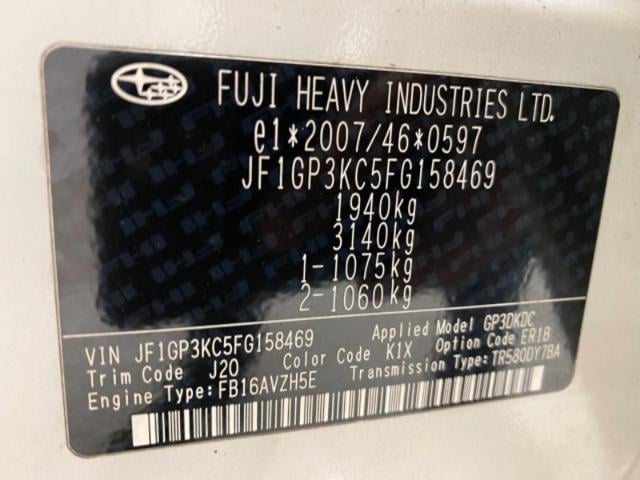 FUJI HEAVY INDUSTRIES LTD.
e1*2007/46*0597
JF1GP3KC5FG158469
1940kg
3140kg
1-1075kg
2-1060kg
VIN JF1GP3KC5FG158469 Applied Model GP3DKDC
Trim Code J20 Color Code K1X Option Code ER1B
Engine Type:FB16AVZH5E Transmission Type:TR580DY7BA